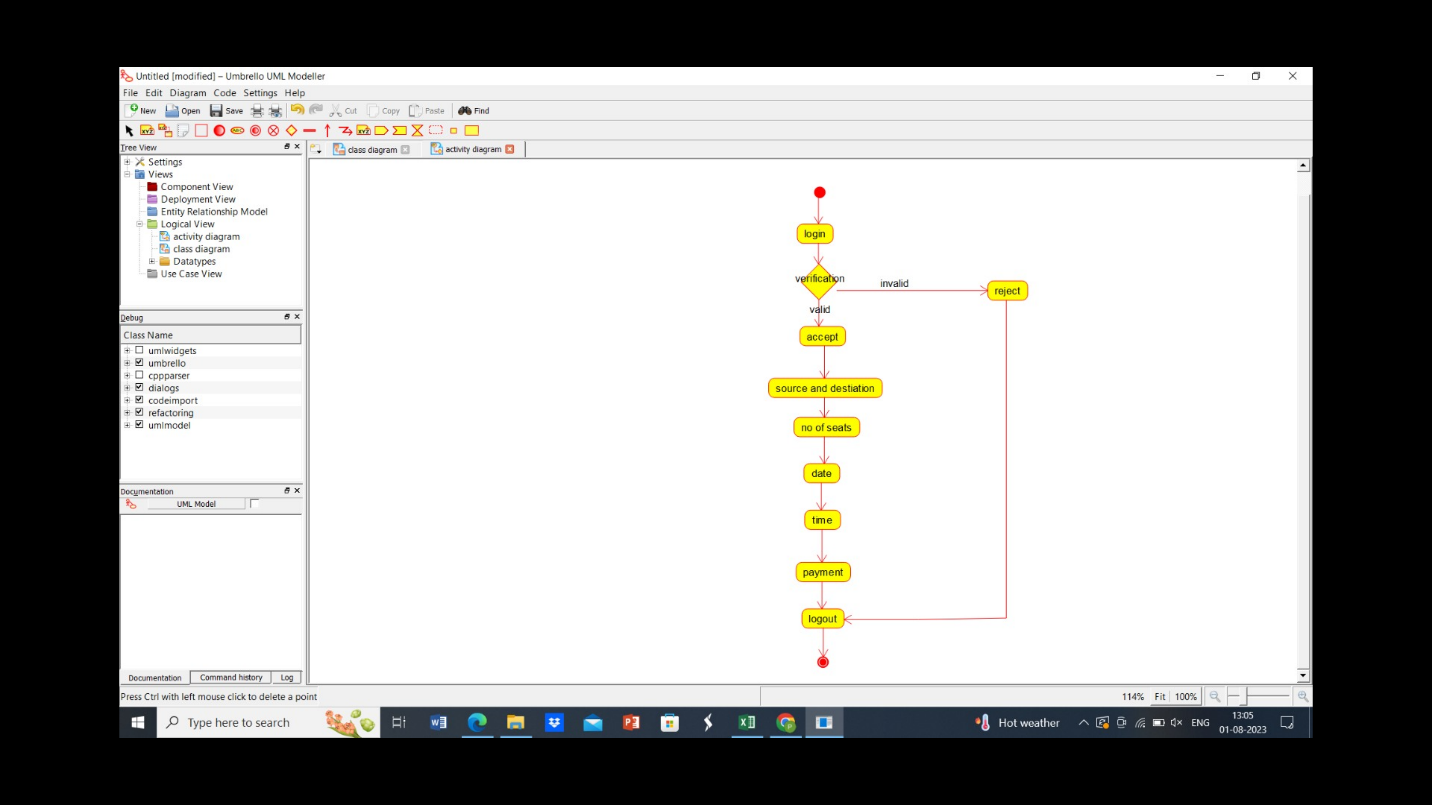 Untitled [modified] – Umbrello UML Modeller
File Edit Diagram Code Settings Help
New Open Save Cut Copy Paste Find
Tree View
class diagram
activity diagram
Settings
Views
Component View
Deployment View
Entity Relationship Model
Logical View
activity diagram
class diagram
Datatypes
Use Case View
Debug
Class Name
umlwidgets
umbrello
cppparser
dialogs
codeimport
refactoring
umlmodel
Documentation
UML Model
Documentation Command history Log
login
verification
invalid
reject
valid
accept
source and destiation
no of seats
date
time
payment
logout
Press Ctrl with left mouse click to delete a point
114% Fit 100%
Type here to search
Hot weather
ENG
13:05
01-08-2023